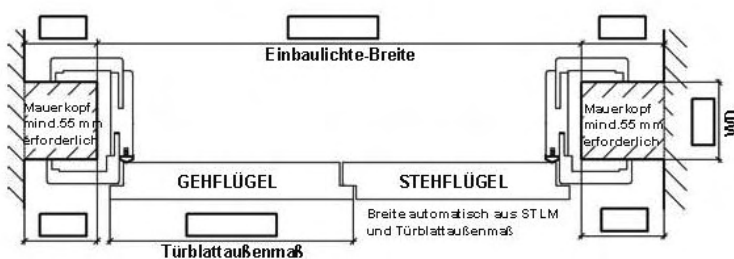 Einbaulichte-Breite
Mauerkopf
mind.55 mm
erforderlich
Mauerkopf
mind.55 mm
erforderlich
WD
GEHFLÜGEL
STEHFLÜGEL
Breite automatisch aus STLM
und Türblattaußenmaß
Türblattaußenmaß